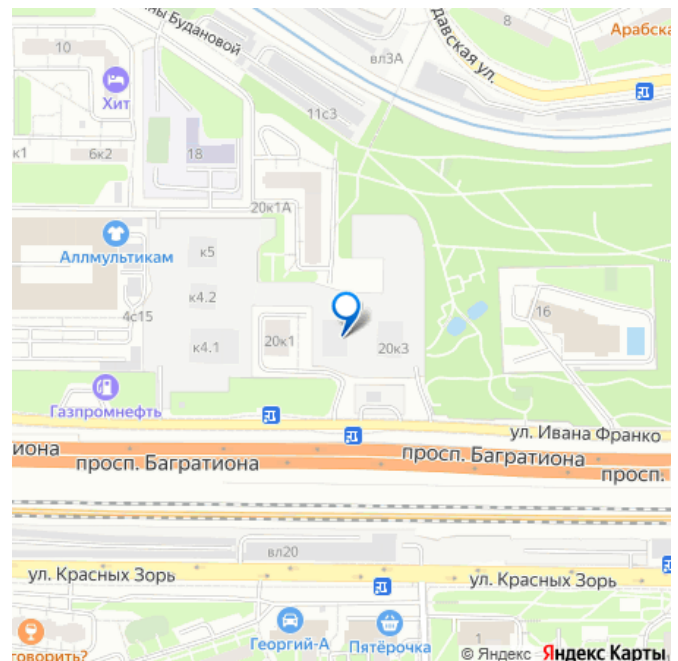 ны Будановой
10
Хит
вл3А
давская ул.
8
Арабска
11с3
к1
6к2
18
20к1А
Аллмультикам
к5
к4.2
4с15
к4.1
20к1
20к3
16
Газпромнефть
ул. Ивана Франко
иона
просп. Багратиона
просп. Багратиона
просп.
вл20
ул. Красных Зорь
ул. Красных Зорь
Георгий-А
Пятёрочка
1
говорить?
© Яндекс Яндекс Карты